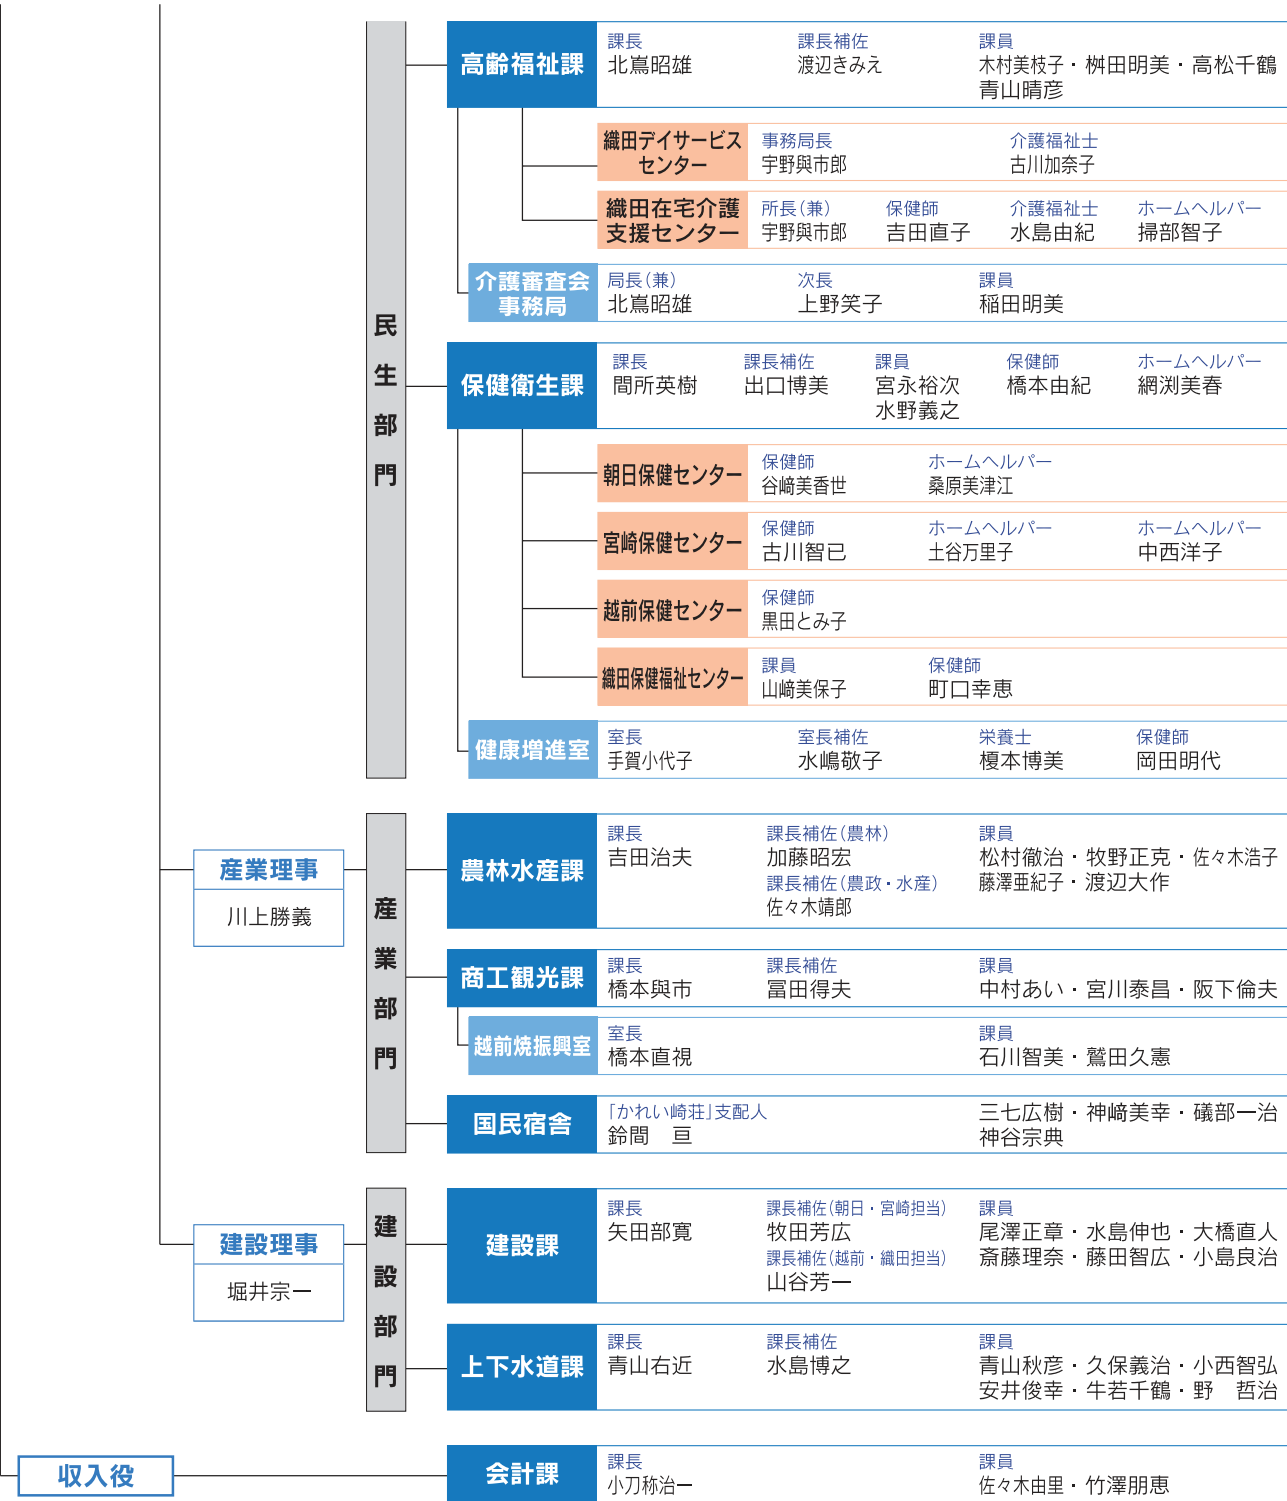 民生部門
高齢福祉課
課長 課長補佐 課員
北嶌昭雄 渡辺きみえ 木村美枝子・桝田明美・高松千鶴
青山晴彦
織田デイサービス
センター
事務局長 介護福祉士
宇野與市郎 古川加奈子
織田在宅介護
支援センター
所長(兼) 保健師 介護福祉士 ホームヘルパー
宇野與市郎 吉田直子 水島由紀 掃部智子
介護審査会
事務局
局長(兼) 次長 課員
北嶌昭雄 上野笑子 稲田明美
保健衛生課
課長 課長補佐 課員 保健師 ホームヘルパー
間所英樹 出口博美 宮永裕次 橋本由紀 網渕美春
水野義之
朝日保健センター
保健師 ホームヘルパー
谷﨑美香世 桑原美津江
宮崎保健センター
保健師 ホームヘルパー ホームヘルパー
古川智已 土谷万里子 中西洋子
越前保健センター
保健師
黒田とみ子
織田保健福祉センター
課員 保健師
山﨑美保子 町口幸恵
健康増進室
室長 室長補佐 栄養士 保健師
手賀小代子 水嶋敬子 榎本博美 岡田明代
産業理事
川上勝義
産業部門
農林水産課
課長 課長補佐(農林) 課員
吉田治夫 加藤昭宏 松村徹治・牧野正克・佐々木浩子
課長補佐(農政・水産) 藤澤亜紀子・渡辺大作
佐々木靖郎
商工観光課
課長 課長補佐 課員
橋本與市 冨田得夫 中村あい・宮川泰昌・阪下倫夫
越前焼振興室
室長 課員
橋本直視 石川智美・鷲田久憲
国民宿舎
「かれい崎荘」支配人 三七広樹・神﨑美幸・礒部一治
鈴間　亘 神谷宗典
建設理事
堀井宗一
建設部門
建設課
課長 課長補佐(朝日・宮崎担当) 課員
矢田部寛 牧田芳広 尾澤正章・水島伸也・大橋直人
課長補佐(越前・織田担当) 斎藤理奈・藤田智広・小島良治
山谷芳一
上下水道課
課長 課長補佐 課員
青山右近 水島博之 青山秋彦・久保義治・小西智弘
安井俊幸・牛若千鶴・野　哲治
収入役
会計課
課長 課員
小刀称治一 佐々木由里・竹澤朋恵